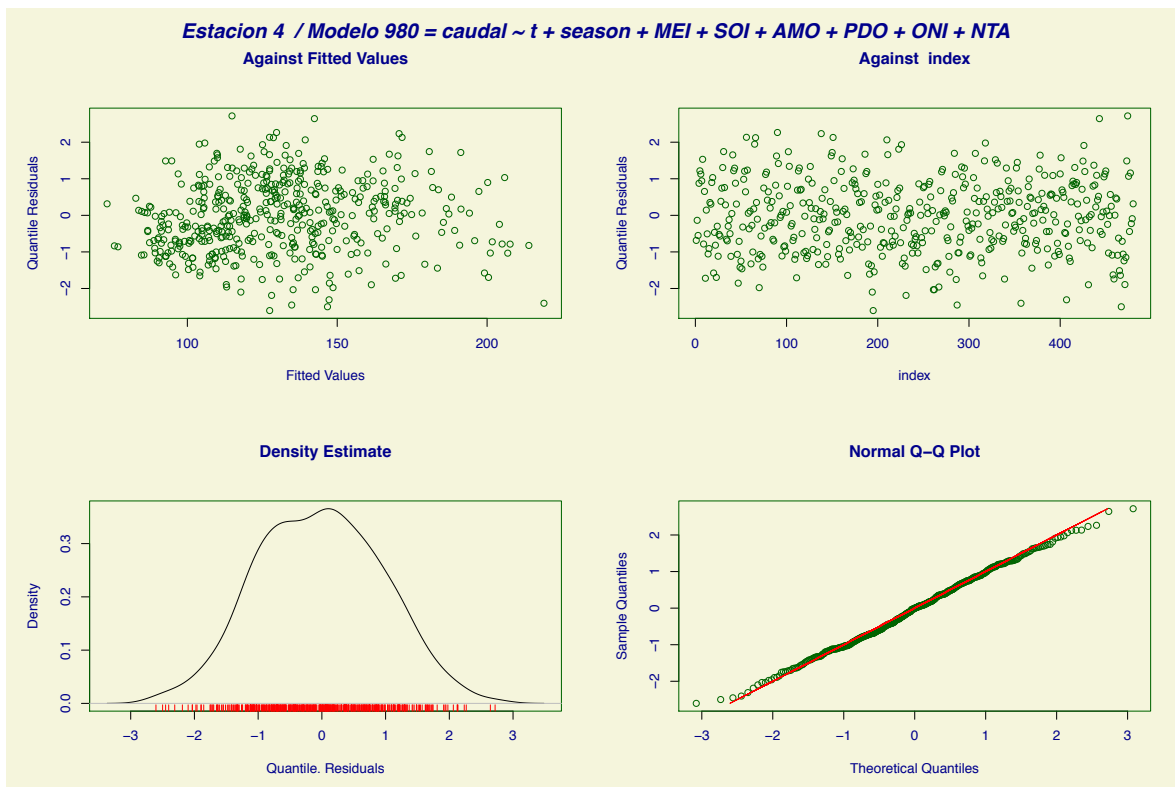 Estacion 4 / Modelo 980 = caudal ~ t + season + MEI + SOI + AMO + PDO + ONI + NTA
Against Fitted Values
Quantile Residuals
2
1
0
−1
−2
100 150 200
Fitted Values
Against index
Quantile Residuals
2
1
0
−1
−2
0 100 200 300 400
index
Density Estimate
Density
0.3
0.2
0.1
0.0
−3 −2 −1 0 1 2 3
Quantile. Residuals
Normal Q−Q Plot
Sample Quantiles
2
1
0
−1
−2
−3 −2 −1 0 1 2 3
Theoretical Quantiles